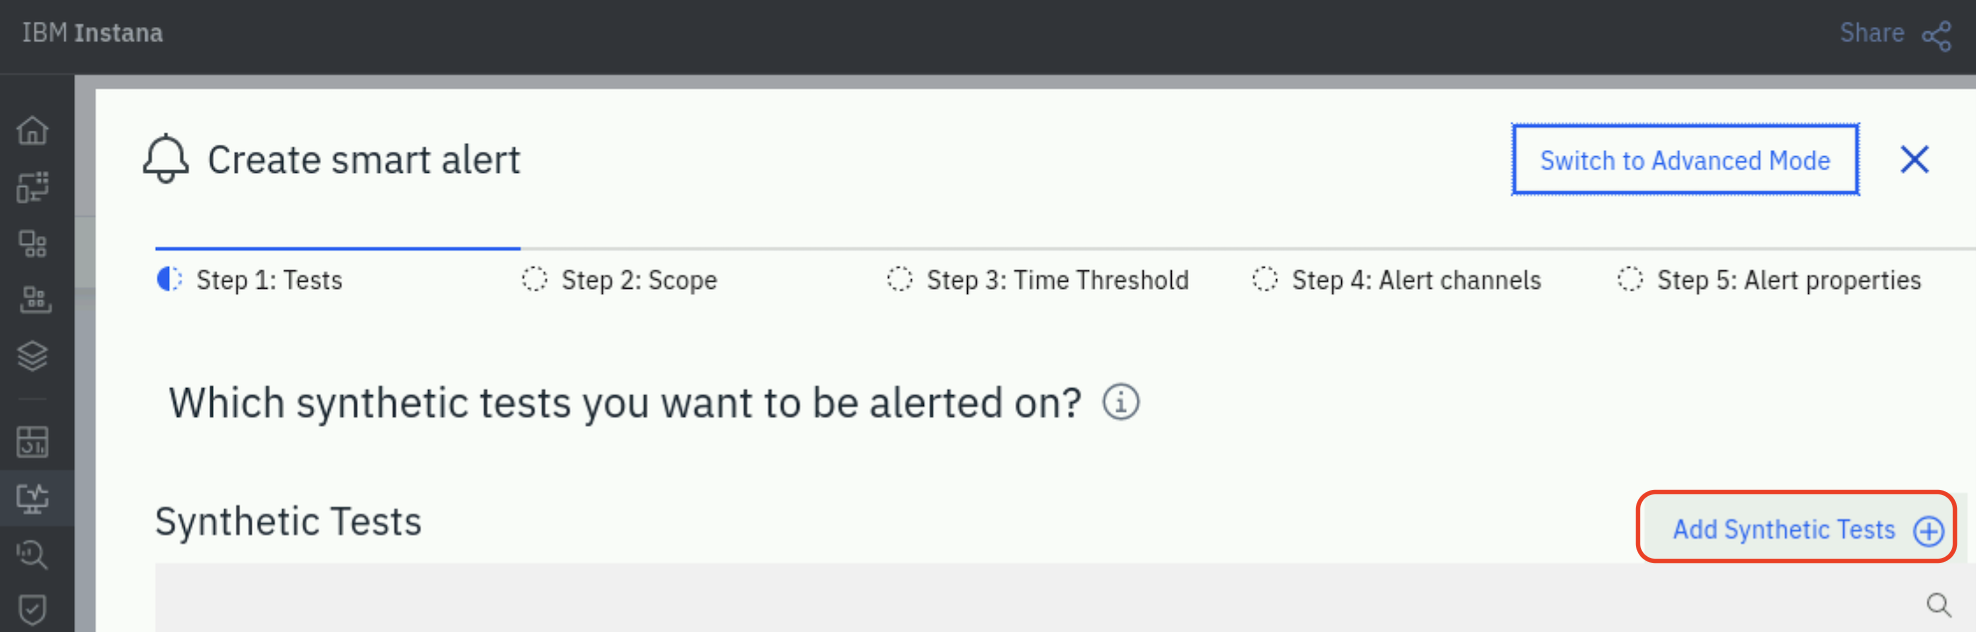 IBM Instana
Share
Create smart alert
Switch to Advanced Mode
Step 1: Tests
Step 2: Scope
Step 3: Time Threshold
Step 4: Alert channels
Step 5: Alert properties
Which synthetic tests you want to be alerted on?
Synthetic Tests
Add Synthetic Tests